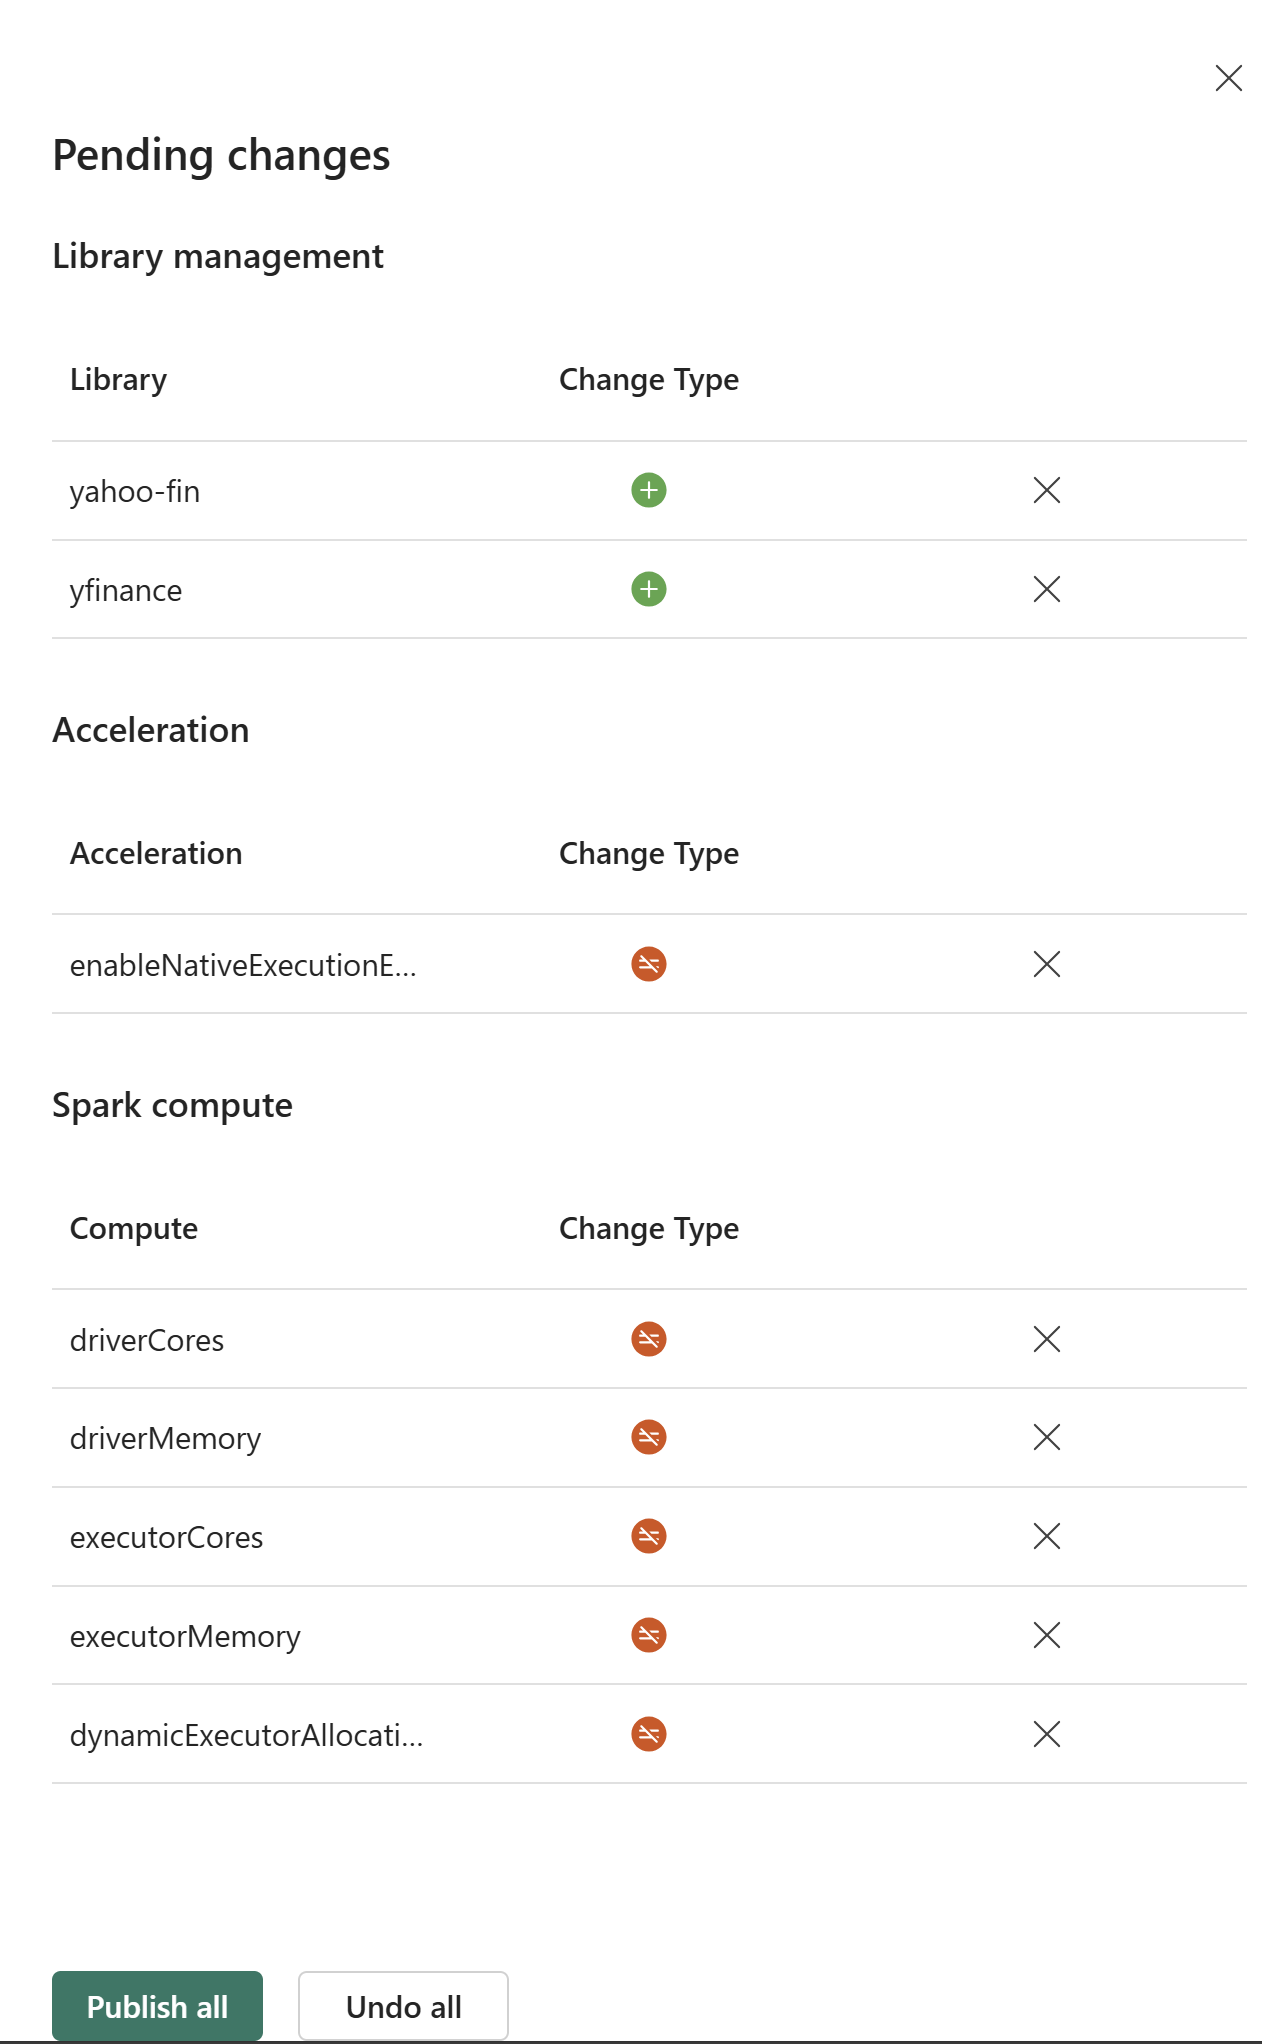 Pending changes
Library management
Library Change Type
yahoo-fin
yfinance
Acceleration
Acceleration Change Type
enableNativeExecutionE...
Spark compute
Compute Change Type
driverCores
driverMemory
executorCores
executorMemory
dynamicExecutorAllocati...
Publish all Undo all